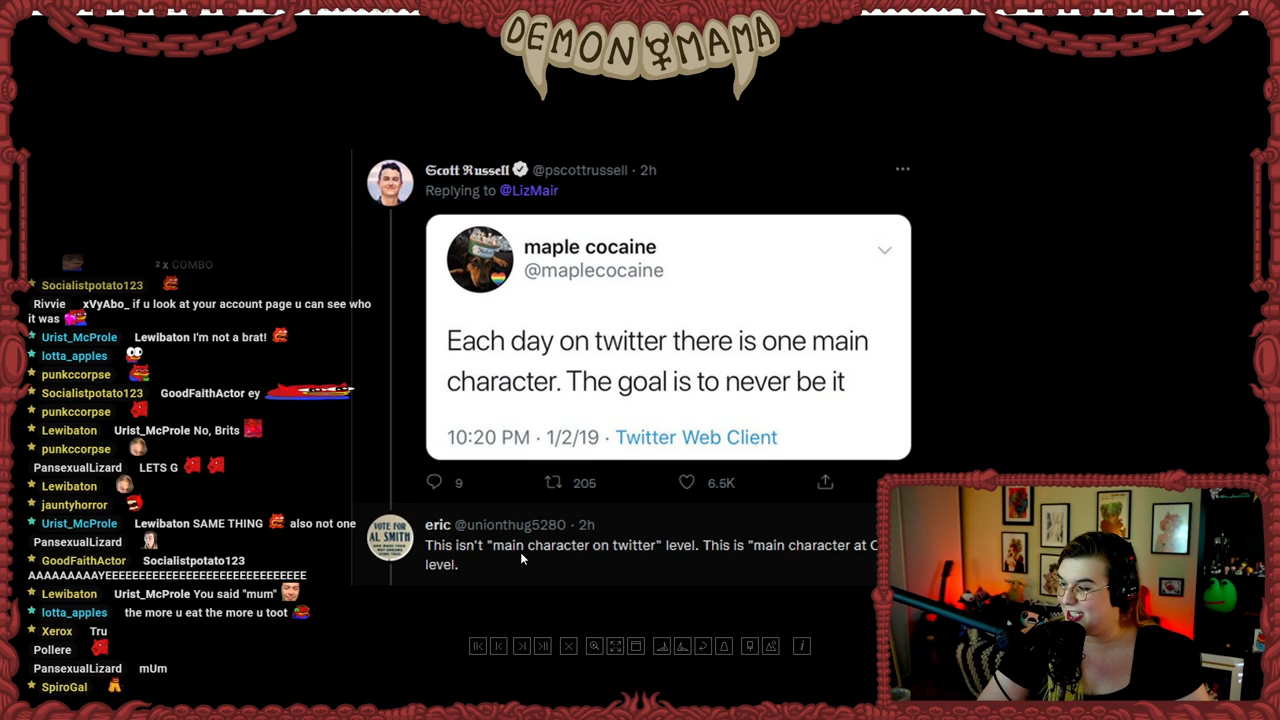 DEMON MAMA
Scott Russell @pscottrussell · 2h
Replying to @LizMair
maple cocaine
@maplecocaine
Each day on twitter there is one main
character. The goal is to never be it
10:20 PM · 1/2/19 · Twitter Web Client
9 205 6.5K
VOTE FOR
AL SMITH
eric @unionthug5280 · 2h
This isn't "main character on twitter" level. This is "main character at C
level.
2 x COMBO
Socialistpotato123
Rivvie xVyAbo_ if u look at your account page u can see who
it was
Urist_McProle Lewibaton I'm not a brat!
lotta_apples
punkccorpse
Socialistpotato123 GoodFaithActor ey
punkccorpse
Lewibaton Urist_McProle No, Brits
punkccorpse
PansexualLizard LETS G
Lewibaton
jauntyhorror
Urist_McProle Lewibaton SAME THING also not one
PansexualLizard
GoodFaithActor Socialistpotato123
AAAAAAAAAYEEEEEEEEEEEEEEEEEEEEEEEEEEEEE
Lewibaton Urist_McProle You said "mum"
lotta_apples the more u eat the more u toot
Xerox Tru
Pollere
PansexualLizard mUm
SpiroGal